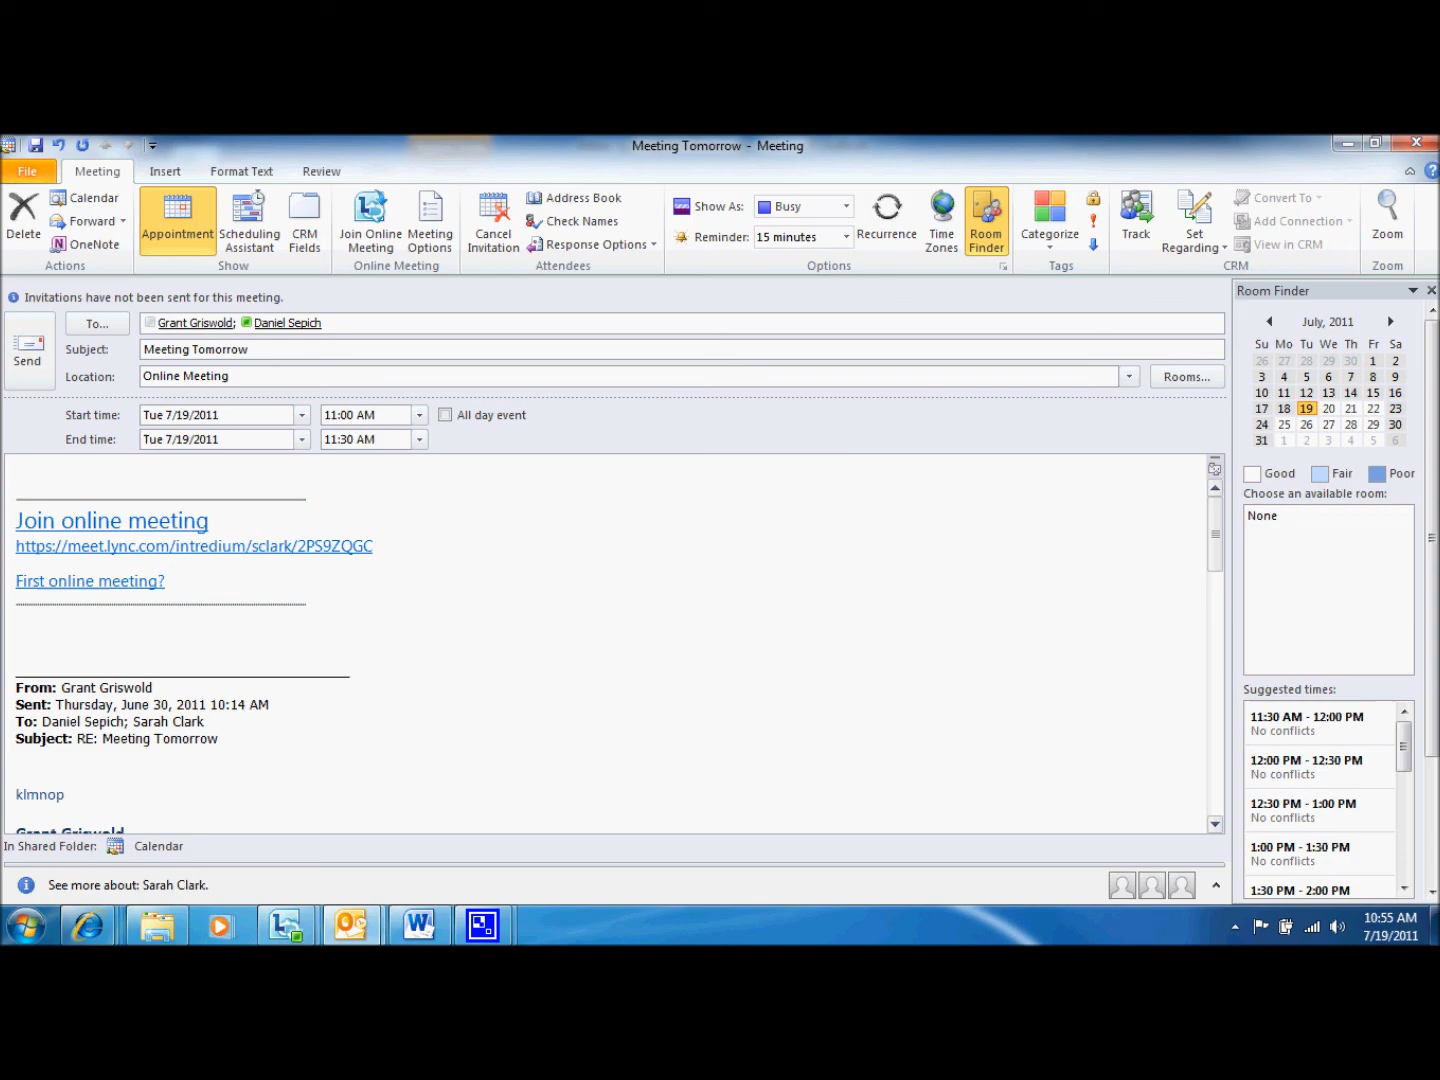 Meeting Tomorrow - Meeting
File Meeting Insert Format Text Review
Delete
Calendar
Forward
OneNote
Actions
Appointment
Scheduling Assistant
CRM Fields
Show
Join Online Meeting
Meeting Options
Online Meeting
Cancel Invitation
Address Book
Check Names
Response Options
Attendees
Show As: Busy
Reminder: 15 minutes
Recurrence
Time Zones
Room Finder
Options
Categorize
Tags
Track
Set Regarding
Convert To
Add Connection
View in CRM
CRM
Zoom
Zoom
Invitations have not been sent for this meeting.
Send
To... Grant Griswold; Daniel Sepich
Subject: Meeting Tomorrow
Location: Online Meeting Rooms...
Start time: Tue 7/19/2011 11:00 AM All day event
End time: Tue 7/19/2011 11:30 AM
Join online meeting
https://meet.lync.com/intredium/sclark/2PS9ZQGC
First online meeting?
From: Grant Griswold
Sent: Thursday, June 30, 2011 10:14 AM
To: Daniel Sepich; Sarah Clark
Subject: RE: Meeting Tomorrow
klmnop
Grant Griswold
In Shared Folder: Calendar
See more about: Sarah Clark.
Room Finder
July, 2011
Su Mo Tu We Th Fr Sa
26 27 28 29 30 1 2
3 4 5 6 7 8 9
10 11 12 13 14 15 16
17 18 19 20 21 22 23
24 25 26 27 28 29 30
31 1 2 3 4 5 6
Good Fair Poor
Choose an available room:
None
Suggested times:
11:30 AM - 12:00 PM
No conflicts
12:00 PM - 12:30 PM
No conflicts
12:30 PM - 1:00 PM
No conflicts
1:00 PM - 1:30 PM
No conflicts
1:30 PM - 2:00 PM
10:55 AM
7/19/2011